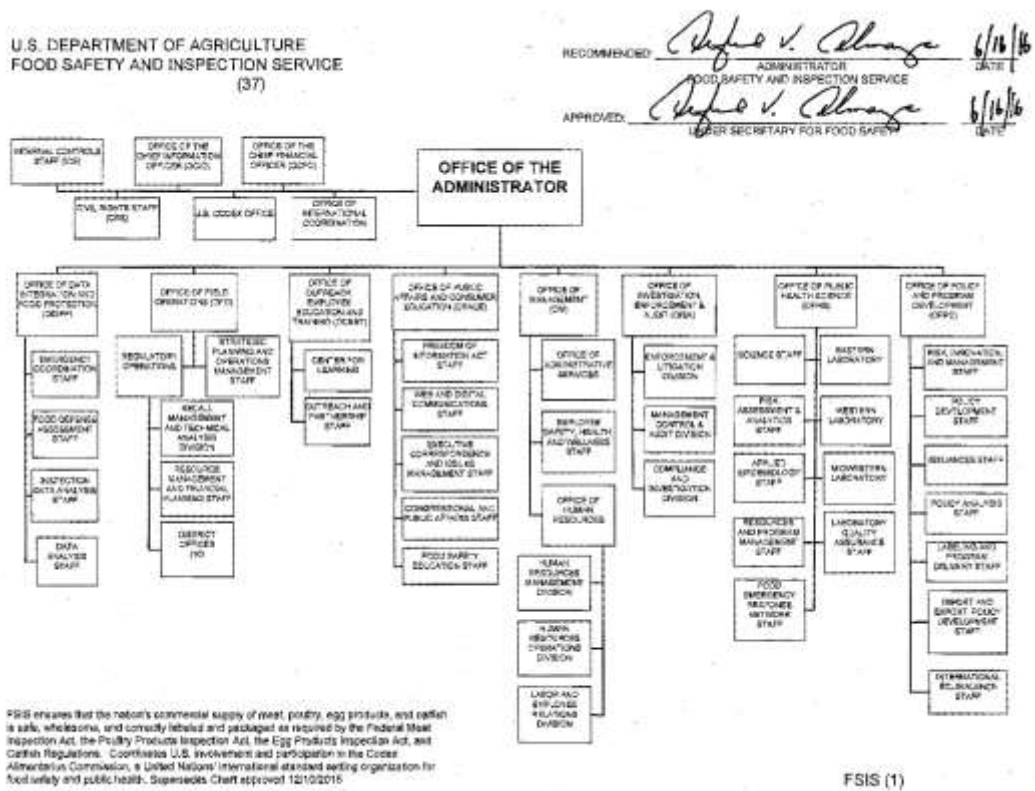 U.S. DEPARTMENT OF AGRICULTURE
FOOD SAFETY AND INSPECTION SERVICE
(37)
RECOMMENDED:
ADMINISTRATOR
FOOD SAFETY AND INSPECTION SERVICE
6/16/16
DATE
APPROVED:
UNDER SECRETARY FOR FOOD SAFETY
6/16/16
DATE
INTERNAL CONTROLS
STAFF (ICS)
OFFICE OF THE
CHIEF INFORMATION
OFFICER (OCIO)
OFFICE OF THE
CHIEF FINANCIAL
OFFICER (OCFO)
OFFICE OF THE
ADMINISTRATOR
CIVIL RIGHTS STAFF
(CRS)
U.S. CODEX OFFICE
OFFICE OF
INTERNATIONAL
COORDINATION
OFFICE OF DATA
INTEGRATION AND
FOOD PROTECTION
(ODIFP)
EMERGENCY
COORDINATION
STAFF
FOOD DEFENSE
ASSESSMENT
STAFF
INSPECTION
DATA ANALYSIS
STAFF
DATA
ANALYSIS
STAFF
OFFICE OF FIELD
OPERATIONS (OFO)
REGULATORY
OPERATIONS
STRATEGIC
PLANNING AND
OPERATIONS
MANAGEMENT
STAFF
RECALL
MANAGEMENT
AND TECHNICAL
ANALYSIS
DIVISION
RESOURCE
MANAGEMENT
AND FINANCIAL
PLANNING STAFF
DISTRICT
OFFICES
(10)
OFFICE OF
OUTREACH
EMPLOYEE
EDUCATION AND
TRAINING (OOEET)
CENTER FOR
LEARNING
OUTREACH AND
PARTNERSHIP
STAFF
OFFICE OF PUBLIC
AFFAIRS AND CONSUMER
EDUCATION (OPACE)
FREEDOM OF
INFORMATION ACT
STAFF
WEB AND DIGITAL
COMMUNICATIONS
STAFF
EXECUTIVE
CORRESPONDENCE
AND ISSUES
MANAGEMENT STAFF
CONGRESSIONAL AND
PUBLIC AFFAIRS STAFF
FOOD SAFETY
EDUCATION STAFF
OFFICE OF
MANAGEMENT
(OM)
OFFICE OF
ADMINISTRATIVE
SERVICES
EMPLOYEE
SAFETY, HEALTH
AND WELLNESS
STAFF
OFFICE OF
HUMAN
RESOURCES
HUMAN
RESOURCES
MANAGEMENT
DIVISION
HUMAN
RESOURCES
OPERATIONS
DIVISION
LABOR AND
EMPLOYEE
RELATIONS
DIVISION
OFFICE OF
INVESTIGATION
ENFORCEMENT &
AUDIT (OIEA)
ENFORCEMENT &
LITIGATION
DIVISION
MANAGEMENT
CONTROL
& AUDIT DIVISION
COMPLIANCE
AND
INVESTIGATION
DIVISION
OFFICE OF PUBLIC
HEALTH SCIENCE
(OPHS)
SCIENCE STAFF
EASTERN
LABORATORY
RISK
ASSESSMENT &
ANALYTICS
STAFF
WESTERN
LABORATORY
APPLIED
EPIDEMIOLOGY
STAFF
MIDWESTERN
LABORATORY
RESOURCES
AND PROGRAM
MANAGEMENT
STAFF
LABORATORY
QUALITY
ASSURANCE
STAFF
FOOD
EMERGENCY
RESPONSE
NETWORK
STAFF
OFFICE OF POLICY
AND PROGRAM
DEVELOPMENT
(OPPD)
RISK, INNOVATION,
AND MANAGEMENT
STAFF
POLICY
DEVELOPMENT
STAFF
ISSUANCES STAFF
POLICY ANALYSIS
STAFF
LABELING AND
PROGRAM
DELIVERY STAFF
IMPORT AND
EXPORT POLICY
DEVELOPMENT
STAFF
INTERNATIONAL
EQUIVALENCE
STAFF
FSIS ensures that the nation's commercial supply of meat, poultry, egg products, and catfish
is safe, wholesome, and correctly labeled and packaged as required by the Federal Meat
Inspection Act, the Poultry Products Inspection Act, the Egg Products Inspection Act, and
Catfish Regulations. Coordinates U.S. involvement and participation in the Codex
Alimentarius Commission, a United Nations' international standard setting organization for
food safety and public health. Supersedes Chart approved 12/10/2015
FSIS (1)